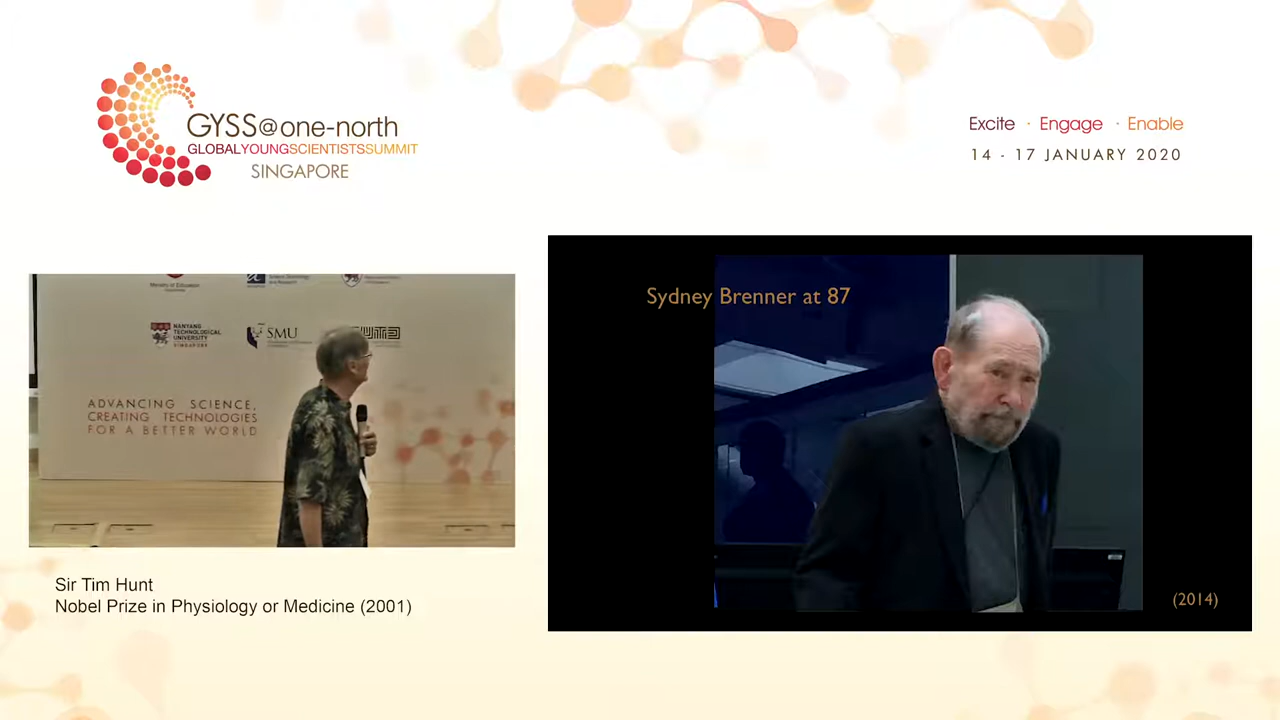 GYSS@one-north
GLOBALYOUNGSCIENTISTSSUMMIT
SINGAPORE
Excite · Engage · Enable
14 - 17 JANUARY 2020
NANYANG
TECHNOLOGICAL
UNIVERSITY
SINGAPORE
SMU
ADVANCING SCIENCE,
CREATING TECHNOLOGIES
FOR A BETTER WORLD
Sydney Brenner at 87
(2014)
Sir Tim Hunt
Nobel Prize in Physiology or Medicine (2001)